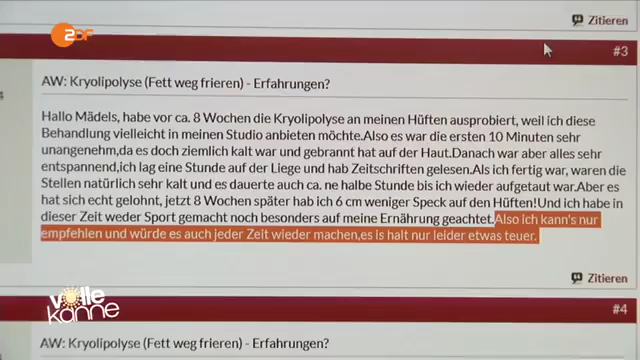 Zitieren
ZDF
#3
AW: Kryolipolyse (Fett weg frieren) - Erfahrungen?
Hallo Mädels, habe vor ca. 8 Wochen die Kryolipolyse an meinen Hüften ausprobiert, weil ich diese
Behandlung vielleicht in meinen Studio anbieten möchte.Also es war die ersten 10 Minuten sehr
unangenehm,da es doch ziemlich kalt war und gebrannt hat auf der Haut.Danach war aber alles sehr
entspannend,ich lag eine Stunde auf der Liege und hab Zeitschriften gelesen.Als ich fertig war, waren die
Stellen natürlich sehr kalt und es dauerte auch ca. ne halbe Stunde bis ich wieder aufgetaut war.Aber es
hat sich echt gelohnt, jetzt 8 Wochen später hab ich 6 cm weniger Speck auf den Hüften!Und ich habe in
dieser Zeit weder Sport gemacht noch besonders auf meine Ernährung geachtet.Also ich kann's nur
empfehlen und würde es auch jeder Zeit wieder machen,es is halt nur leider etwas teuer.
Zitieren
volle
kanne
#4
AW: Kryolipolyse (Fett weg frieren) - Erfahrungen?